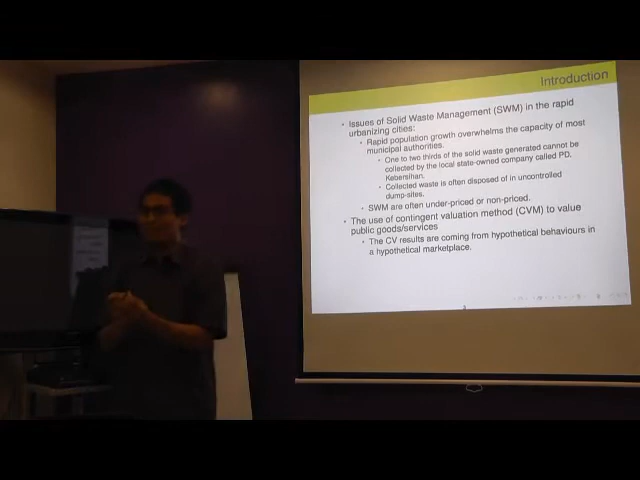 Introduction
Issues of Solid Waste Management (SWM) in the rapid
urbanizing cities:
Rapid population growth overwhelms the capacity of most
municipal authorities.
One to two thirds of the solid waste generated cannot be
collected by the local state-owned company called PD.
Kebersihan.
Collected waste is often disposed of in uncontrolled
dump-sites.
SWM are often under-priced or non-priced.
The use of contingent valuation method (CVM) to value
public goods/services
The CV results are coming from hypothetical behaviours in
a hypothetical marketplace.